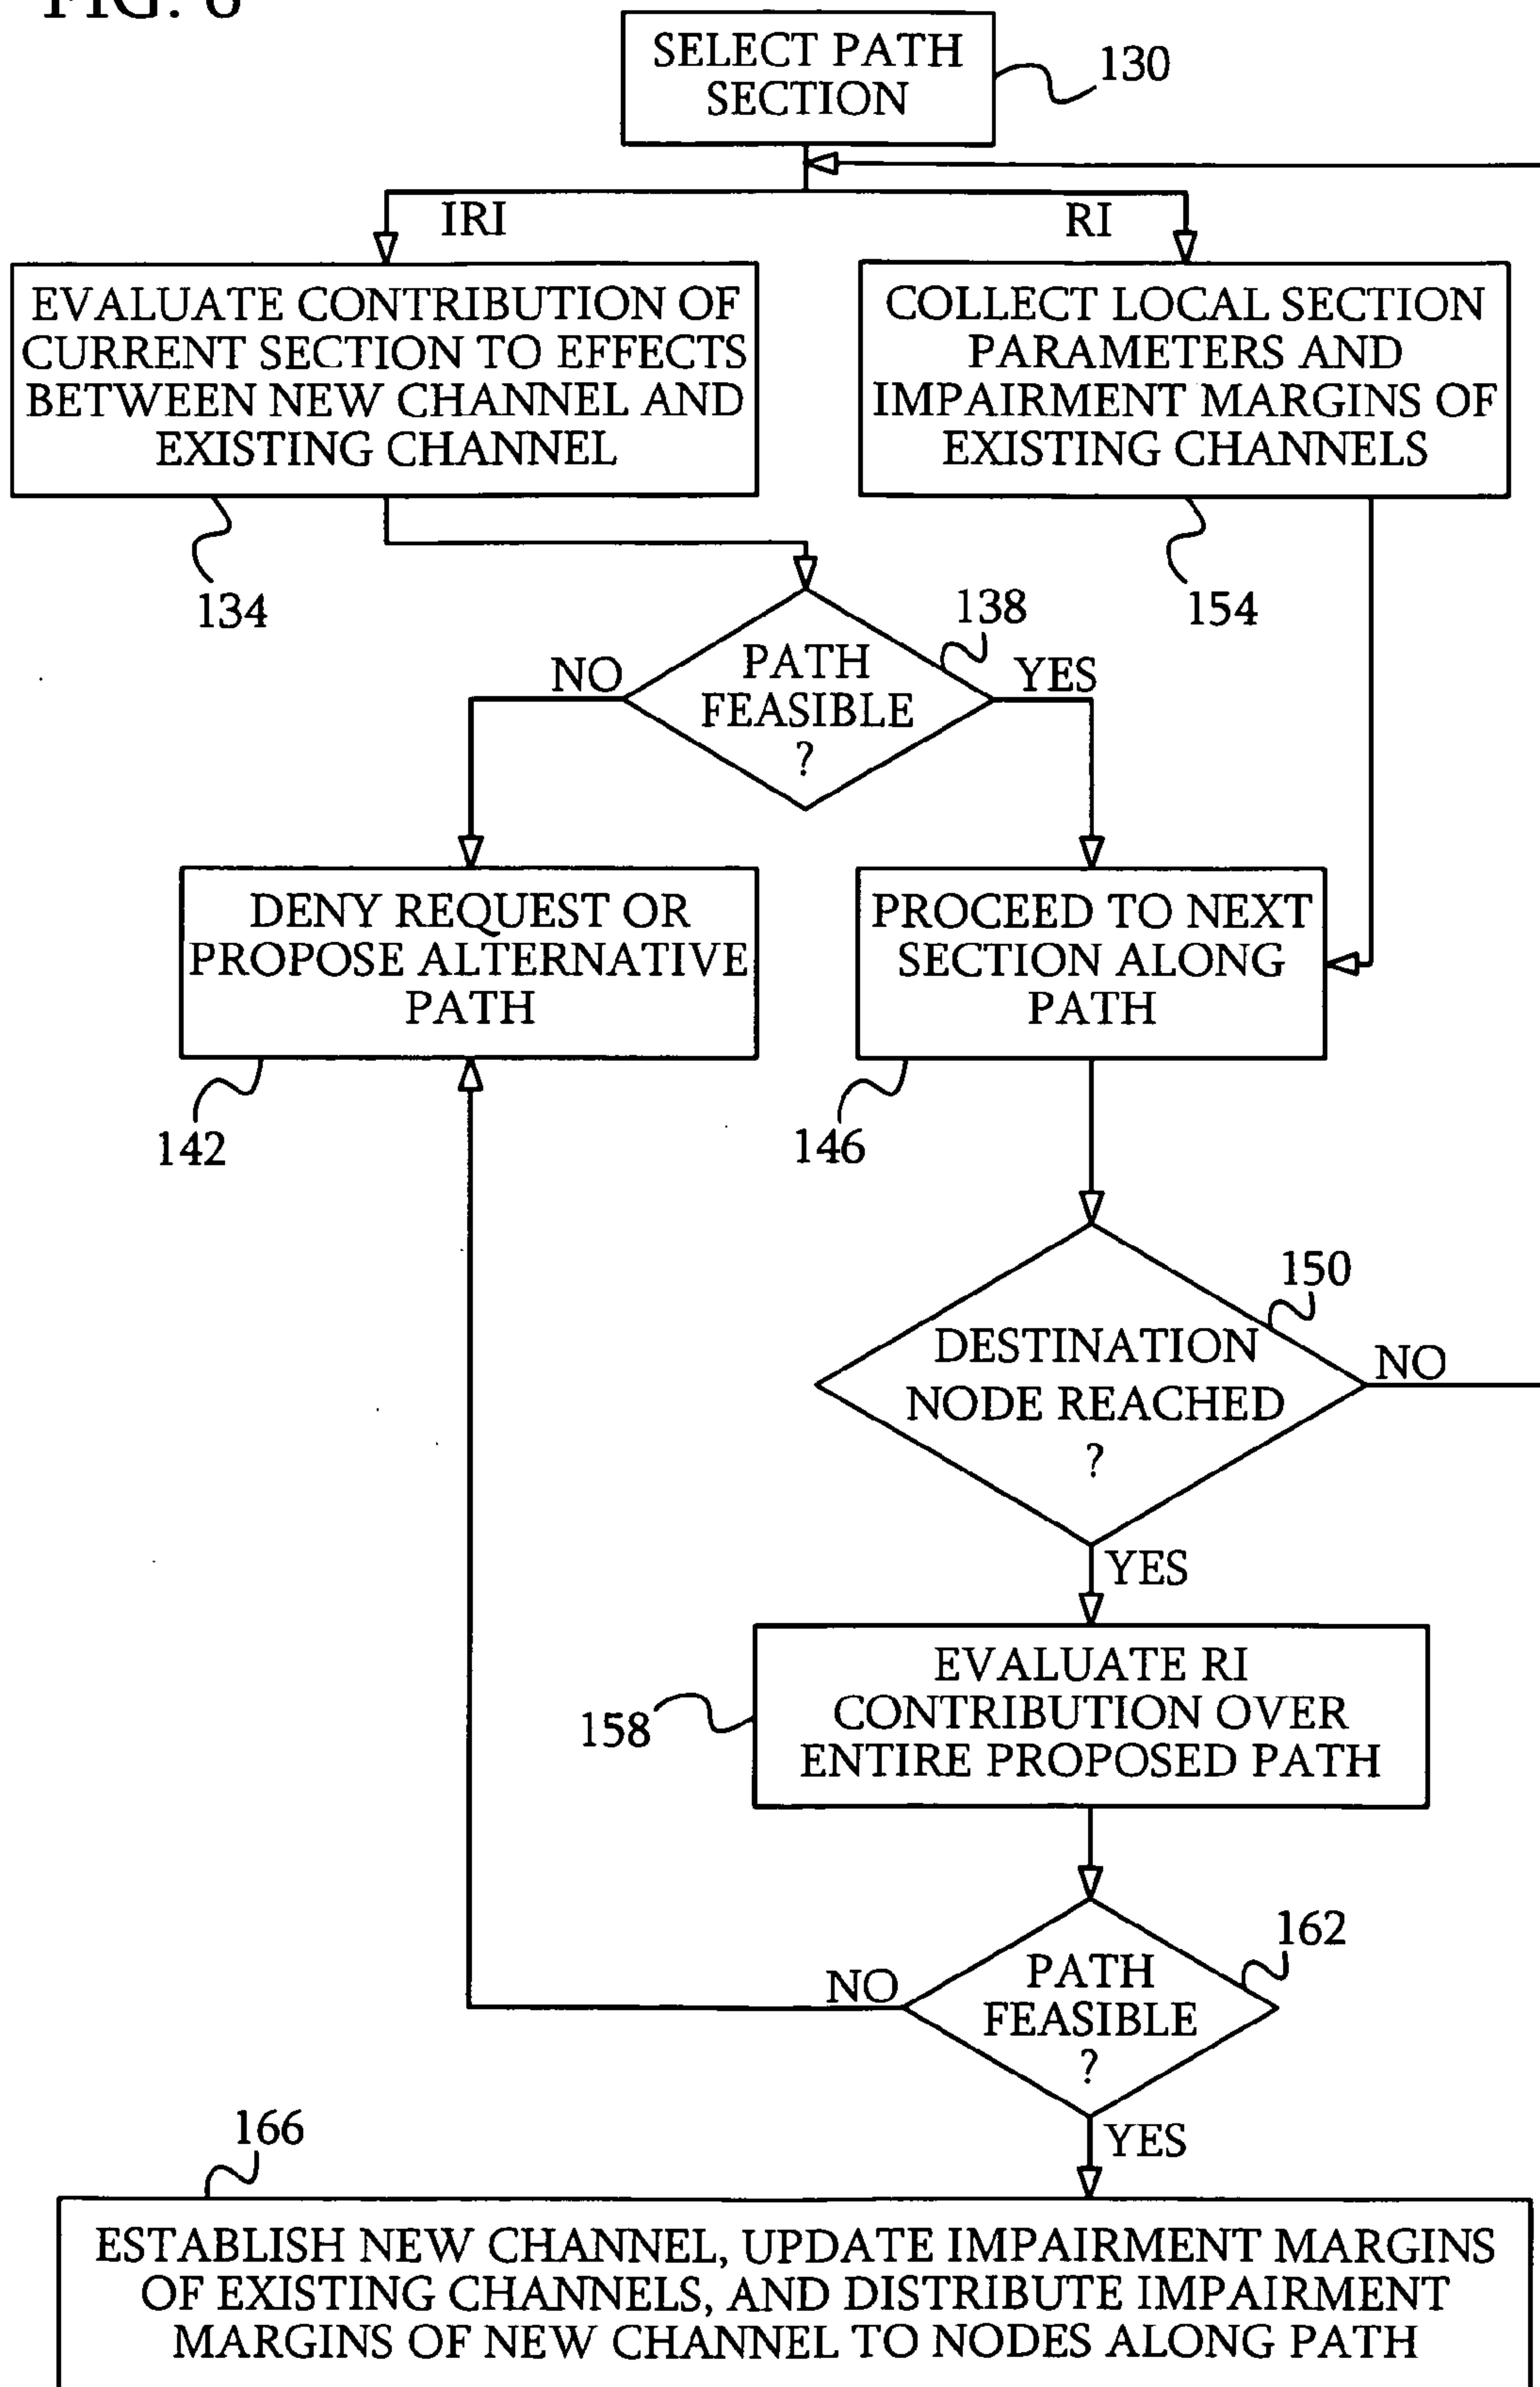 FIG. 8
SELECT PATH
SECTION
130
IRI
RI
EVALUATE CONTRIBUTION OF
CURRENT SECTION TO EFFECTS
BETWEEN NEW CHANNEL AND
EXISTING CHANNEL
COLLECT LOCAL SECTION
PARAMETERS AND
IMPAIRMENT MARGINS OF
EXISTING CHANNELS
134
154
138
NO
PATH
FEASIBLE
?
YES
DENY REQUEST OR
PROPOSE ALTERNATIVE
PATH
PROCEED TO NEXT
SECTION ALONG
PATH
142
146
150
DESTINATION
NODE REACHED
?
NO
YES
EVALUATE RI
CONTRIBUTION OVER
ENTIRE PROPOSED PATH
158
162
NO
PATH
FEASIBLE
?
YES
166
ESTABLISH NEW CHANNEL, UPDATE IMPAIRMENT MARGINS
OF EXISTING CHANNELS, AND DISTRIBUTE IMPAIRMENT
MARGINS OF NEW CHANNEL TO NODES ALONG PATH